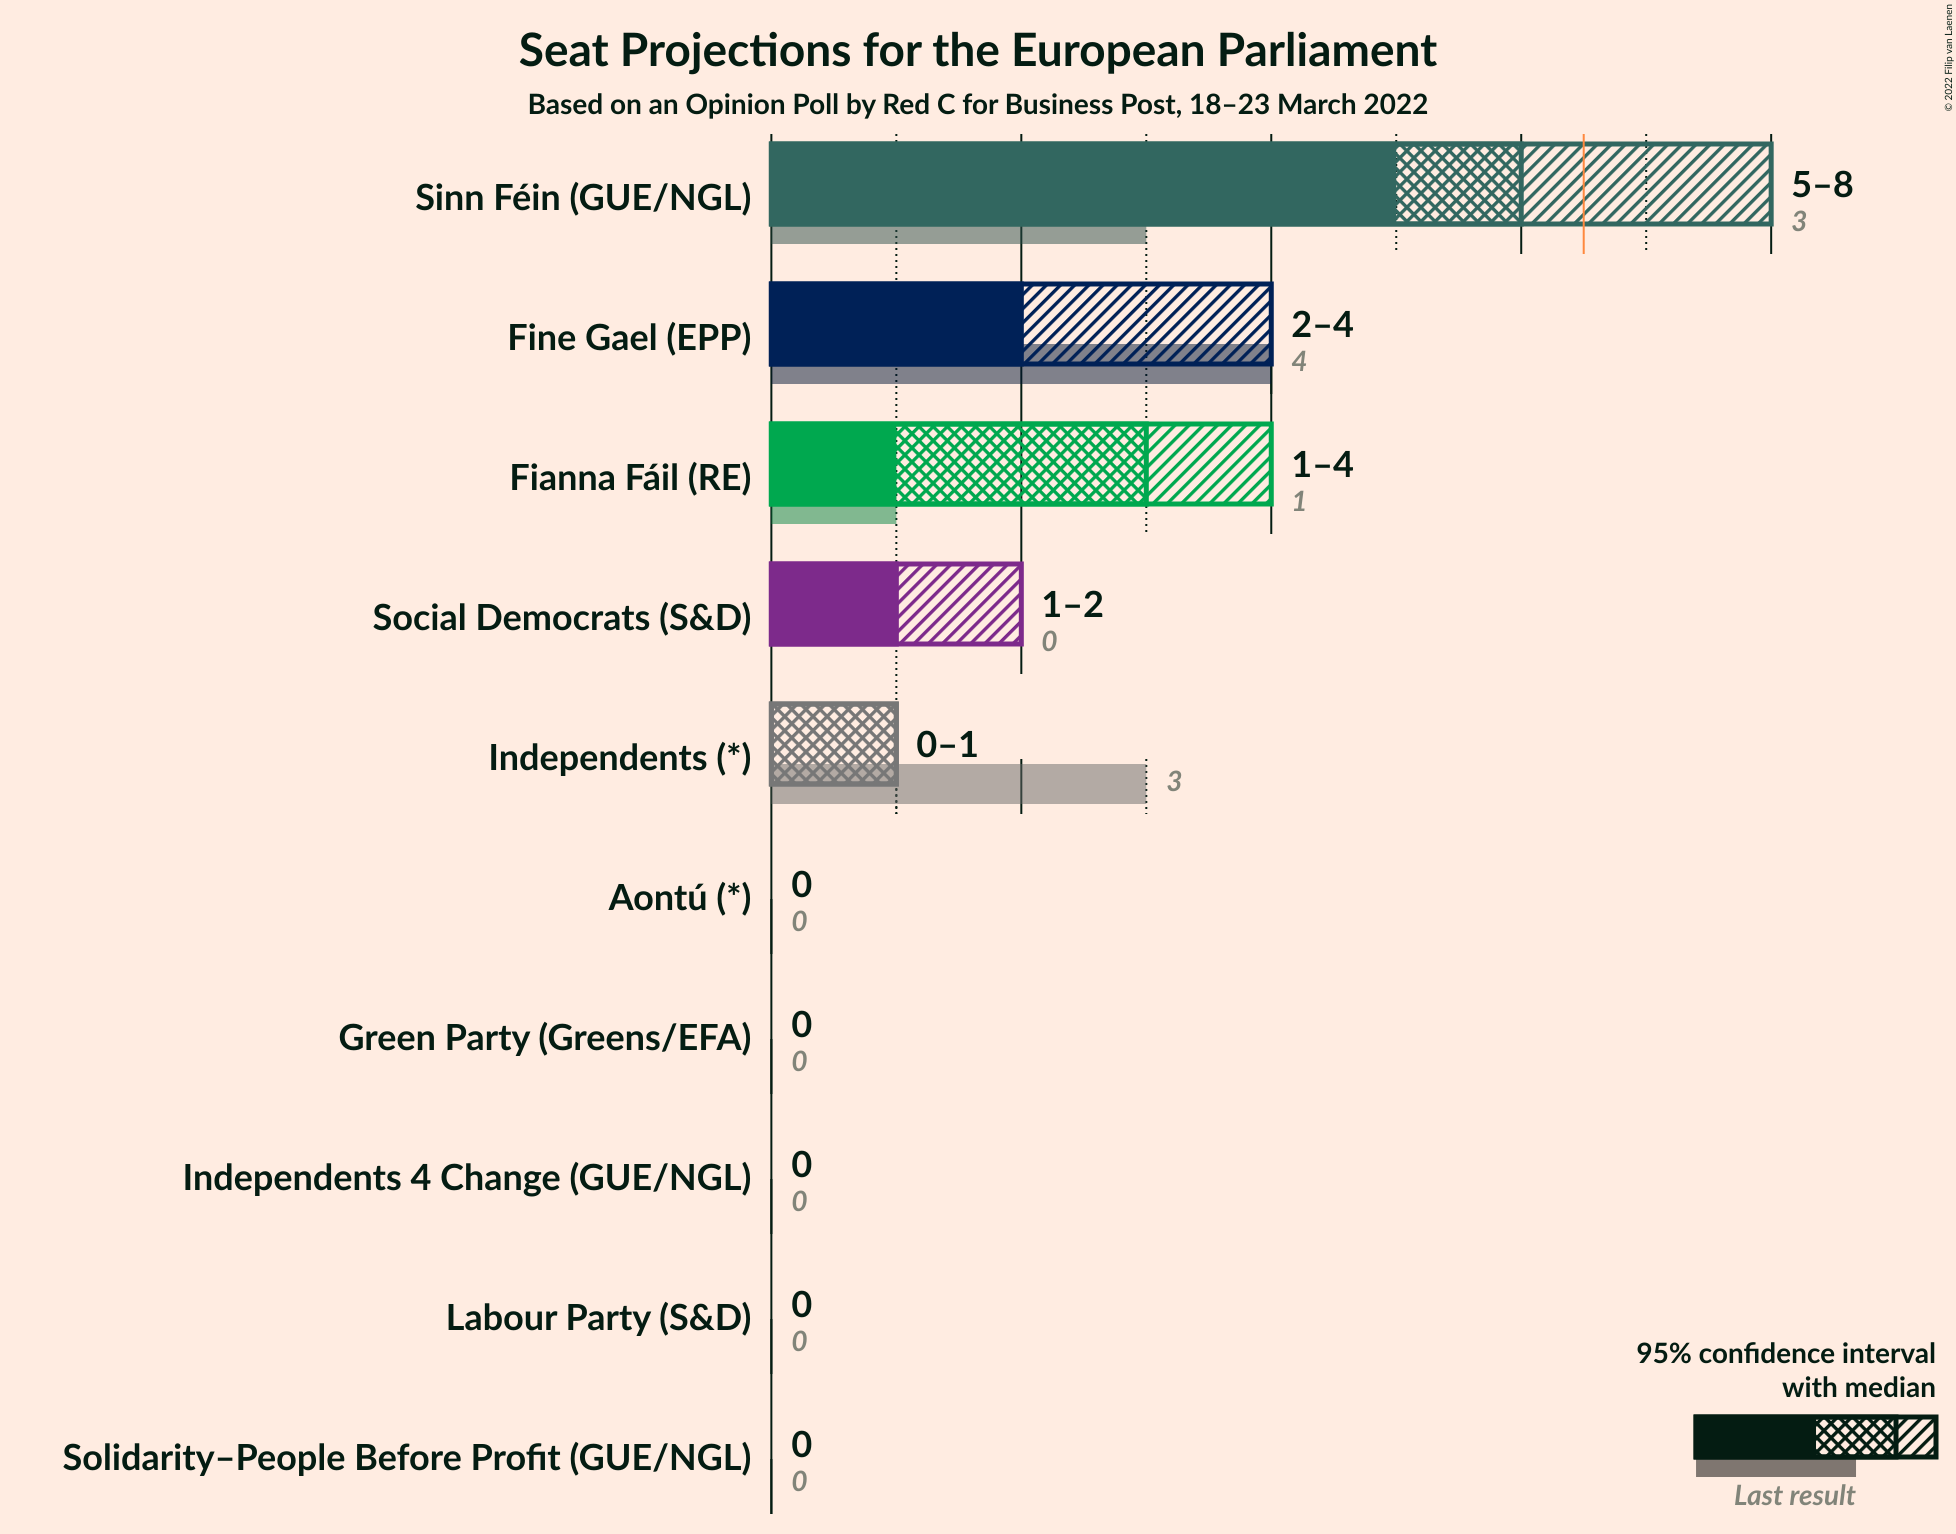 Seat Projections for the European Parliament
Based on an Opinion Poll by Red C for Business Post, 18–23 March 2022
© 2022 Filip van Laenen
Sinn Féin (GUE/NGL)
5–8
3
Fine Gael (EPP)
2–4
4
Fianna Fáil (RE)
1–4
1
Social Democrats (S&D)
1–2
0
Independents (*)
0–1
3
Aontú (*)
0
0
Green Party (Greens/EFA)
0
0
Independents 4 Change (GUE/NGL)
0
0
Labour Party (S&D)
0
0
Solidarity–People Before Profit (GUE/NGL)
0
0
95% confidence interval
with median
Last result